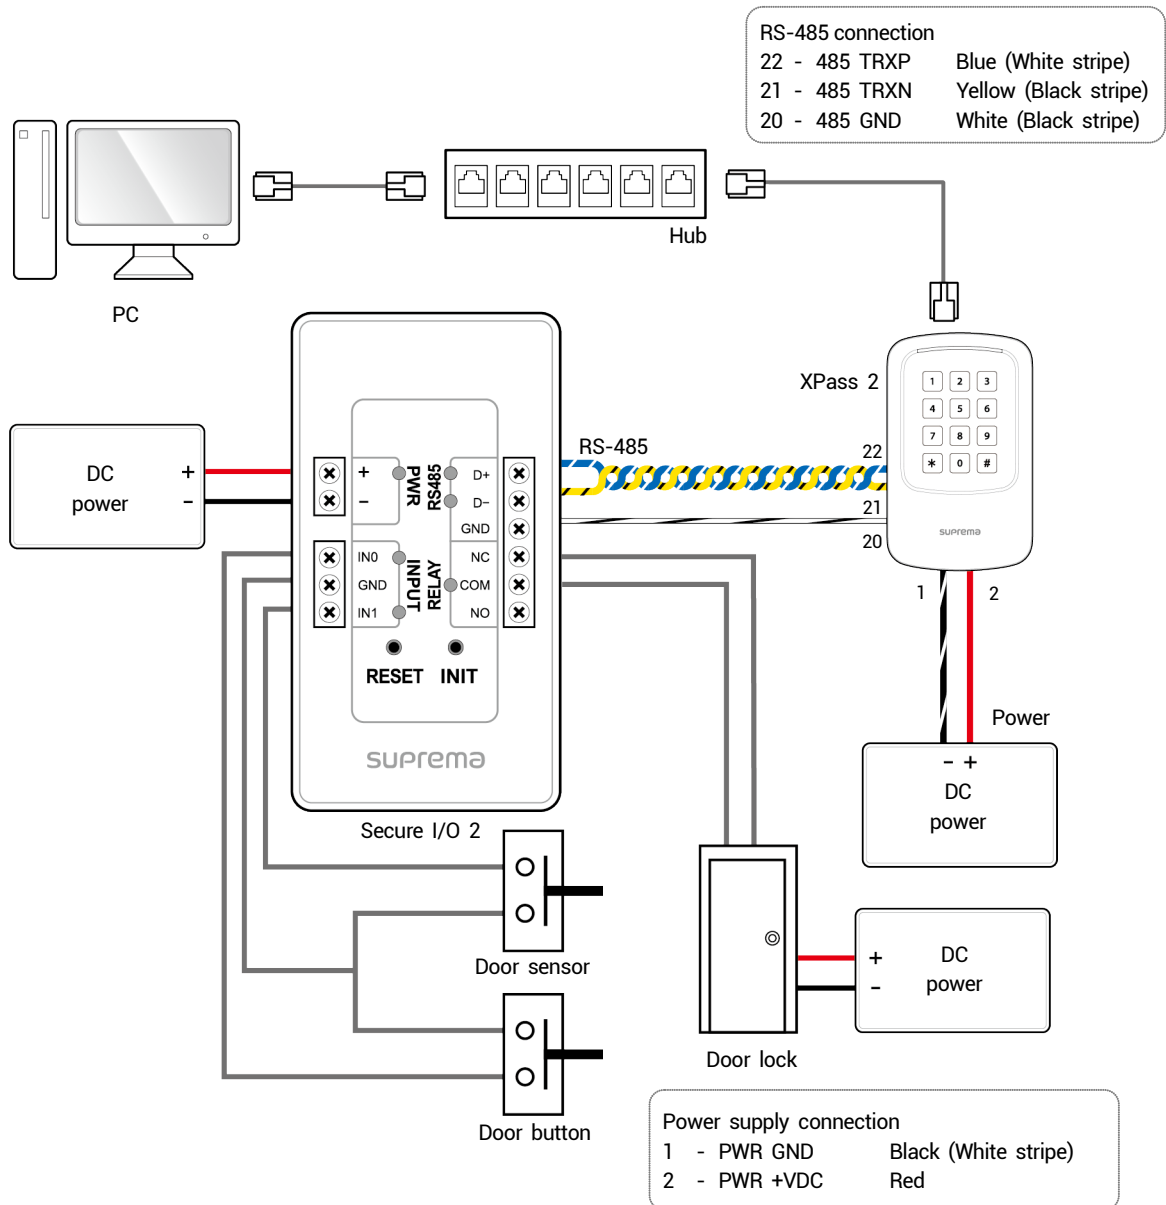 RS-485 connection
22 - 485 TRXP Blue (White stripe)
21 - 485 TRXN Yellow (Black stripe)
20 - 485 GND White (Black stripe)
Hub
PC
XPass 2
1 2 3
4 5 6
7 8 9
* 0 #
suprema
RS-485
22
21
20
1 2
DC
power
+
-
+
-
PWR
RS485
D+
D-
GND
IN0
GND
IN1
INPUT
RELAY
NC
COM
NO
RESET INIT
suprema
Secure I/O 2
Power
- +
DC
power
Door sensor
Door button
Door lock
+
-
DC
power
Power supply connection
1 - PWR GND Black (White stripe)
2 - PWR +VDC Red